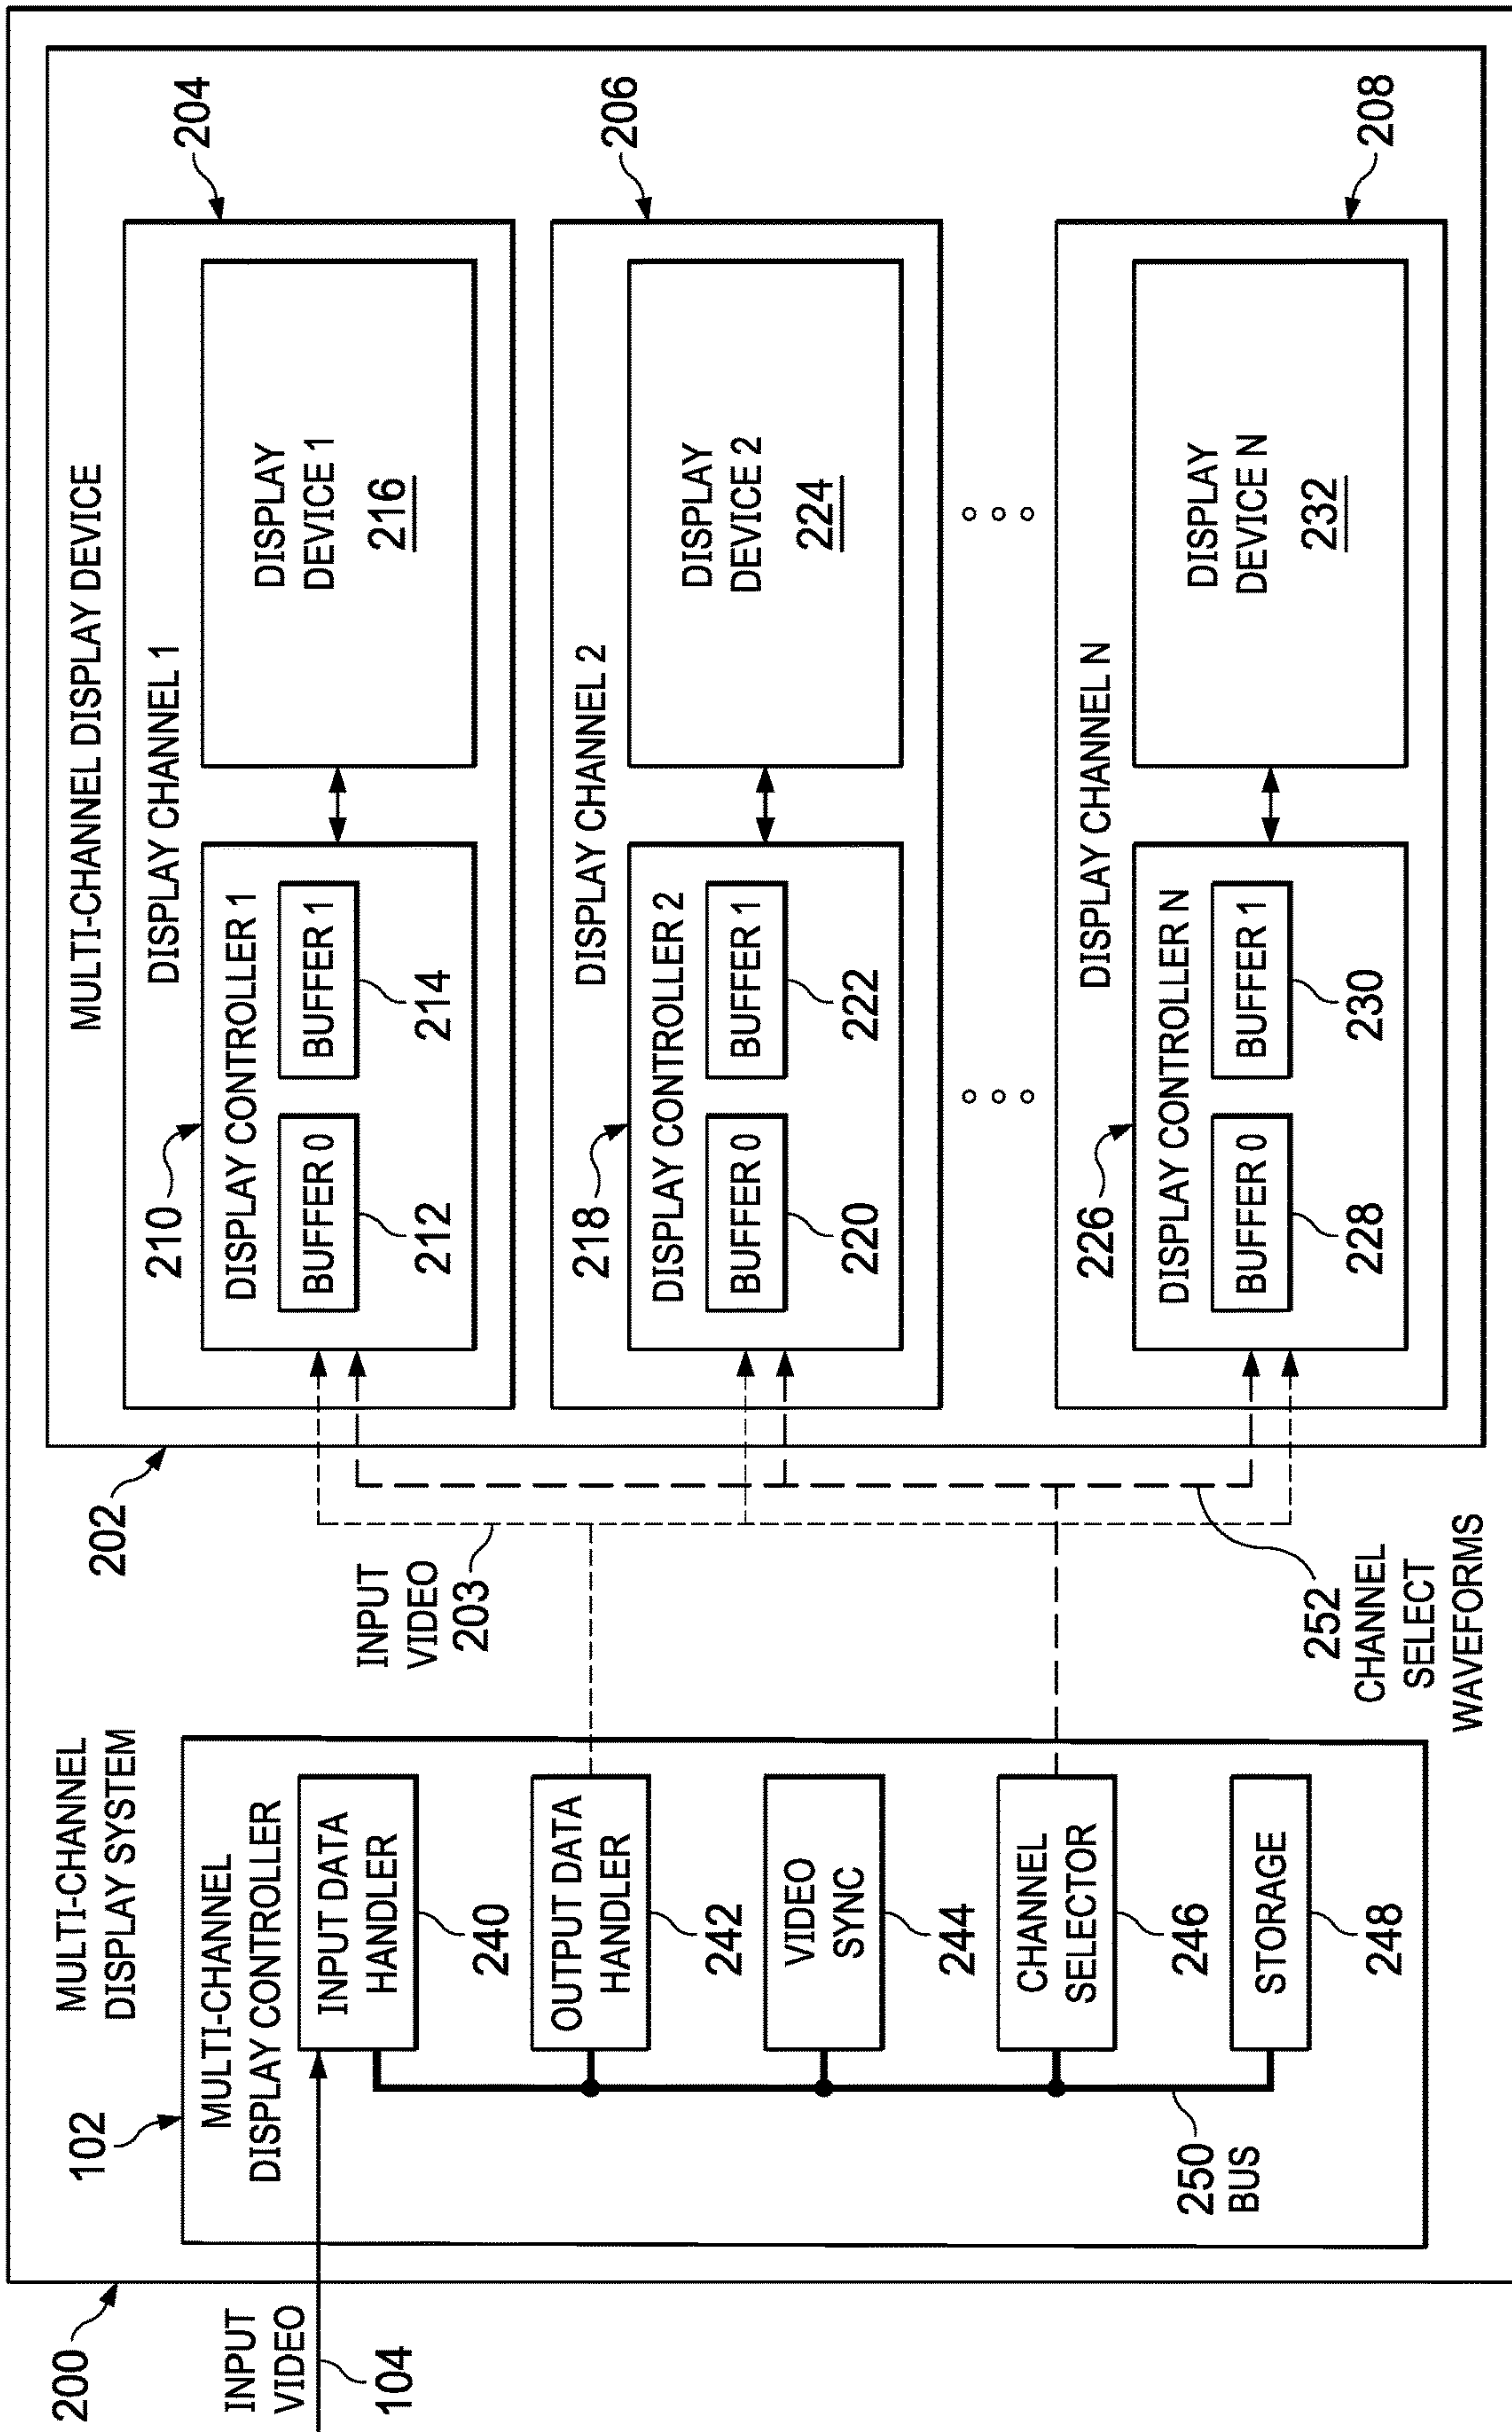 200
INPUT
VIDEO
104
MULTI-CHANNEL
DISPLAY SYSTEM
102
MULTI-CHANNEL
DISPLAY CONTROLLER
INPUT DATA
HANDLER
240
OUTPUT DATA
HANDLER
242
VIDEO
SYNC
244
CHANNEL
SELECTOR
246
STORAGE
248
250
BUS
INPUT
VIDEO
203
252
CHANNEL
SELECT
WAVEFORMS
202
MULTI-CHANNEL DISPLAY DEVICE
204
DISPLAY CHANNEL 1
210
DISPLAY CONTROLLER 1
BUFFER 0
212
BUFFER 1
214
DISPLAY
DEVICE 1
216
206
DISPLAY CHANNEL 2
218
DISPLAY CONTROLLER 2
BUFFER 0
220
BUFFER 1
222
DISPLAY
DEVICE 2
224
208
DISPLAY CHANNEL N
226
DISPLAY CONTROLLER N
BUFFER 0
228
BUFFER 1
230
DISPLAY
DEVICE N
232